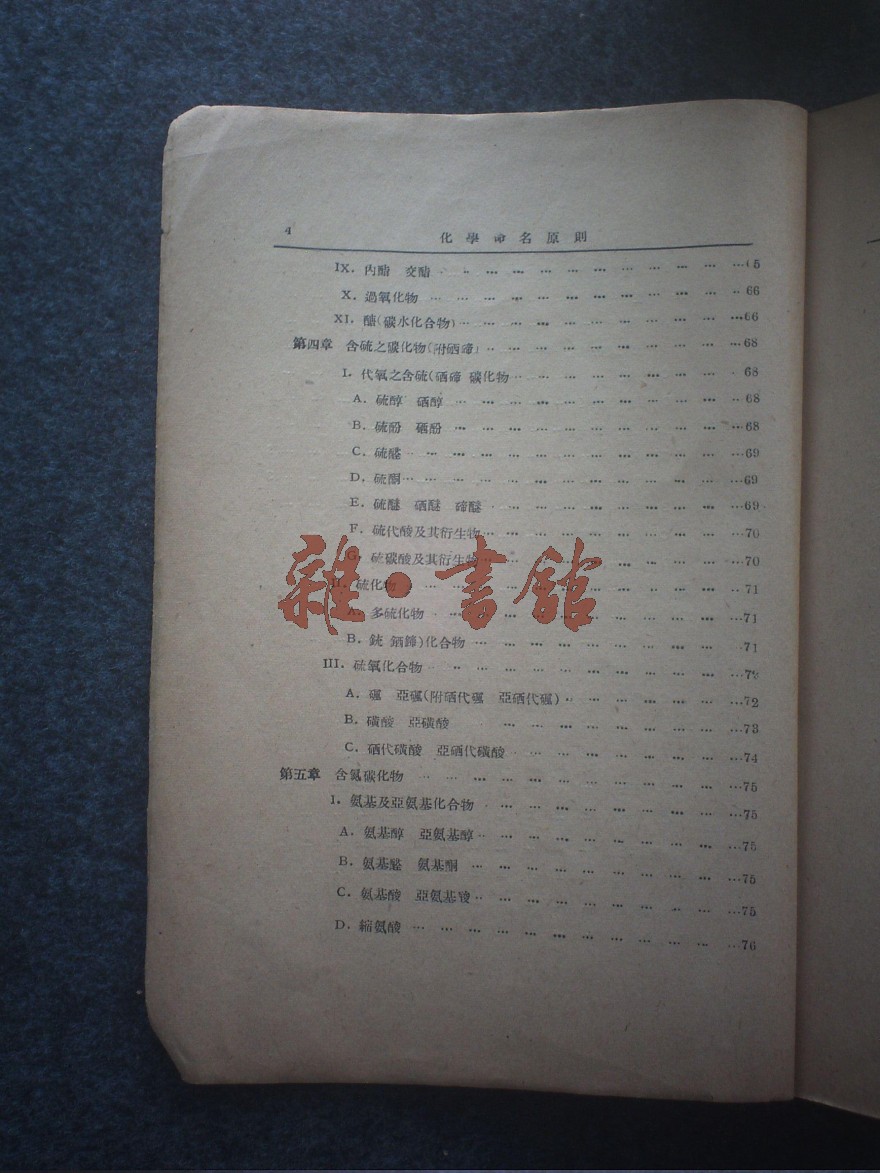 4 化學命名原則
IX. 內酯 交酯 ………65
X. 過氧化物 ………66
XI. 醣(碳水化合物) ………66
第四章 含硫之碳化物(附硒碲) ………68
I. 代氧之含硫(硒碲 碳化物 ………68
A. 硫醇 硒醇 ………68
B. 硫酚 硒酚 ………68
C. 硫醛 ………69
D. 硫酮 ………69
E. 硫醚 硒醚 碲醚 ………69
F. 硫代酸及其衍生物 ………70
G. 硫碳酸及其衍生物 ………70
II. 硫化物 ………71
A. 多硫化物 ………71
B. 銃 鍤)化合物 ………71
III. 硫氧化合物 ………72
A. 碸 亞碸(附硒代碸 亞硒代碸) ………72
B. 磺酸 亞磺酸 ………73
C. 硒代磺酸 亞硒代磺酸 ………74
第五章 含氮碳化物 ………75
I. 氨基及亞氨基化合物 ………75
A. 氨基醇 亞氨基醇 ………75
B. 氨基醛 氨基酮 ………75
C. 氨基酸 亞氨基酸 ………75
D. 縮氨酸 ………76
雜·書館